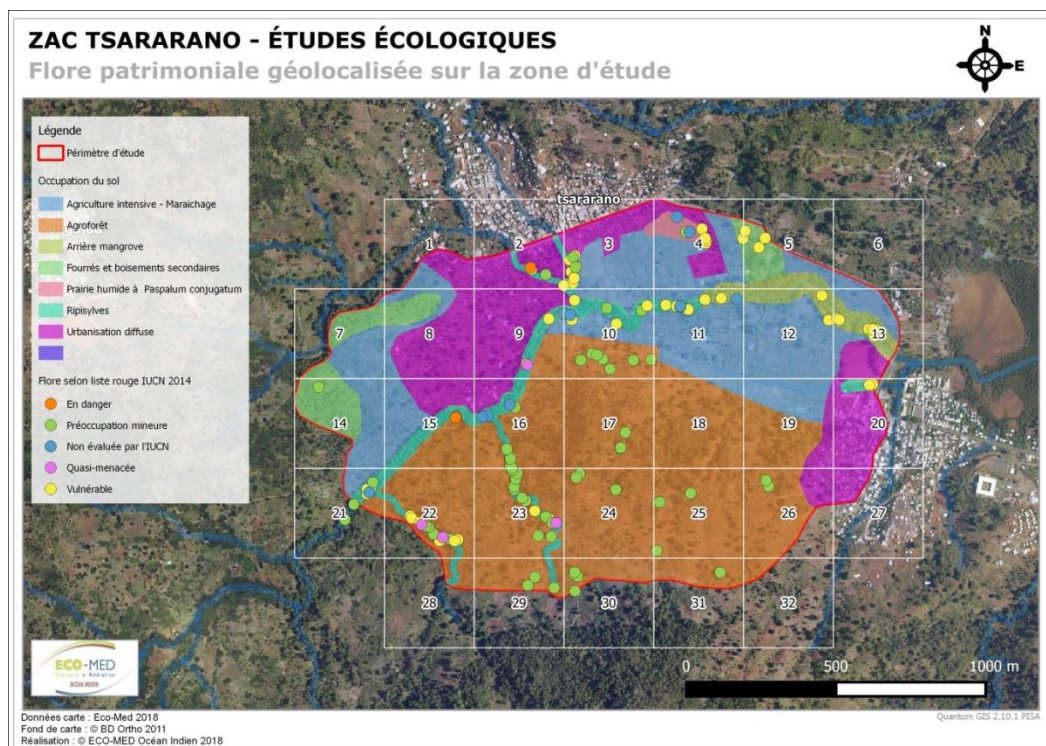 ZAC TSARARANO - ÉTUDES ÉCOLOGIQUES
Flore patrimoniale géolocalisée sur la zone d'étude
N
E
Légende
Périmètre d'étude
Occupation du sol
Agriculture intensive - Maraichage
Agroforêt
Arrière mangrove
Fourrés et boisements secondaires
Prairie humide à Paspalum conjugatum
Ripisylves
Urbanisation diffuse
Flore selon liste rouge IUCN 2014
En danger
Préoccupation mineure
Non évaluée par l'IUCN
Quasi-menacée
Vulnérable
tsararano
1 2 3 4 5 6
7 8 9 10 11 12 13
14 15 16 17 18 19 20
21 22 23 24 25 26 27
28 29 30 31 32
0 500 1000 m
ECO-MED
Écologie & Médiation
OCÉAN INDIEN
Quantum GIS 2.10.1 PISA
Données carte : Eco-Med 2018
Fond de carte : © BD Ortho 2011
Réalisation : © ECO-MED Océan Indien 2018